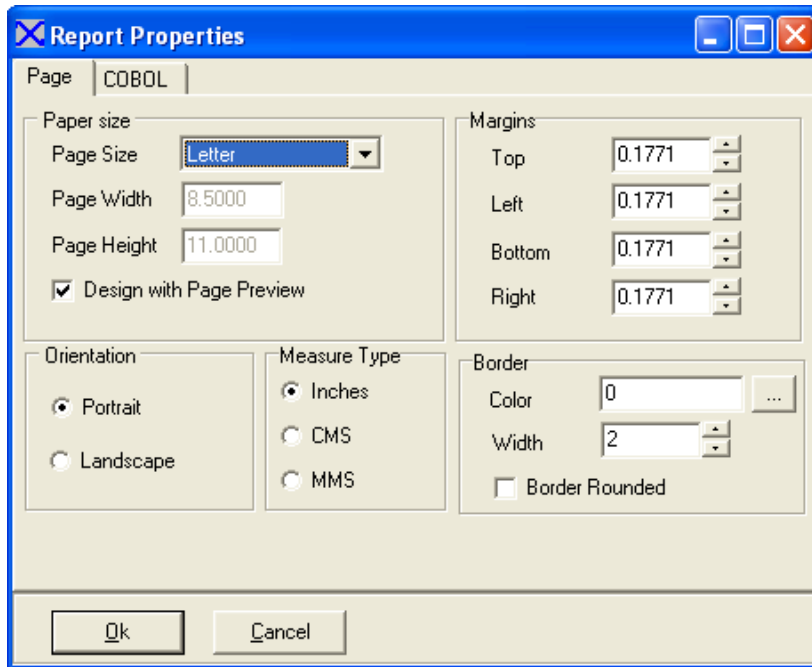 Report Properties
Page
COBOL
Paper size
Page Size
Letter
Page Width
8.5000
Page Height
11.0000
Design with Page Preview
Margins
Top
0.1771
Left
0.1771
Bottom
0.1771
Right
0.1771
Orientation
Portrait
Landscape
Measure Type
Inches
CMS
MMS
Border
Color
0
...
Width
2
Border Rounded
Ok
Cancel